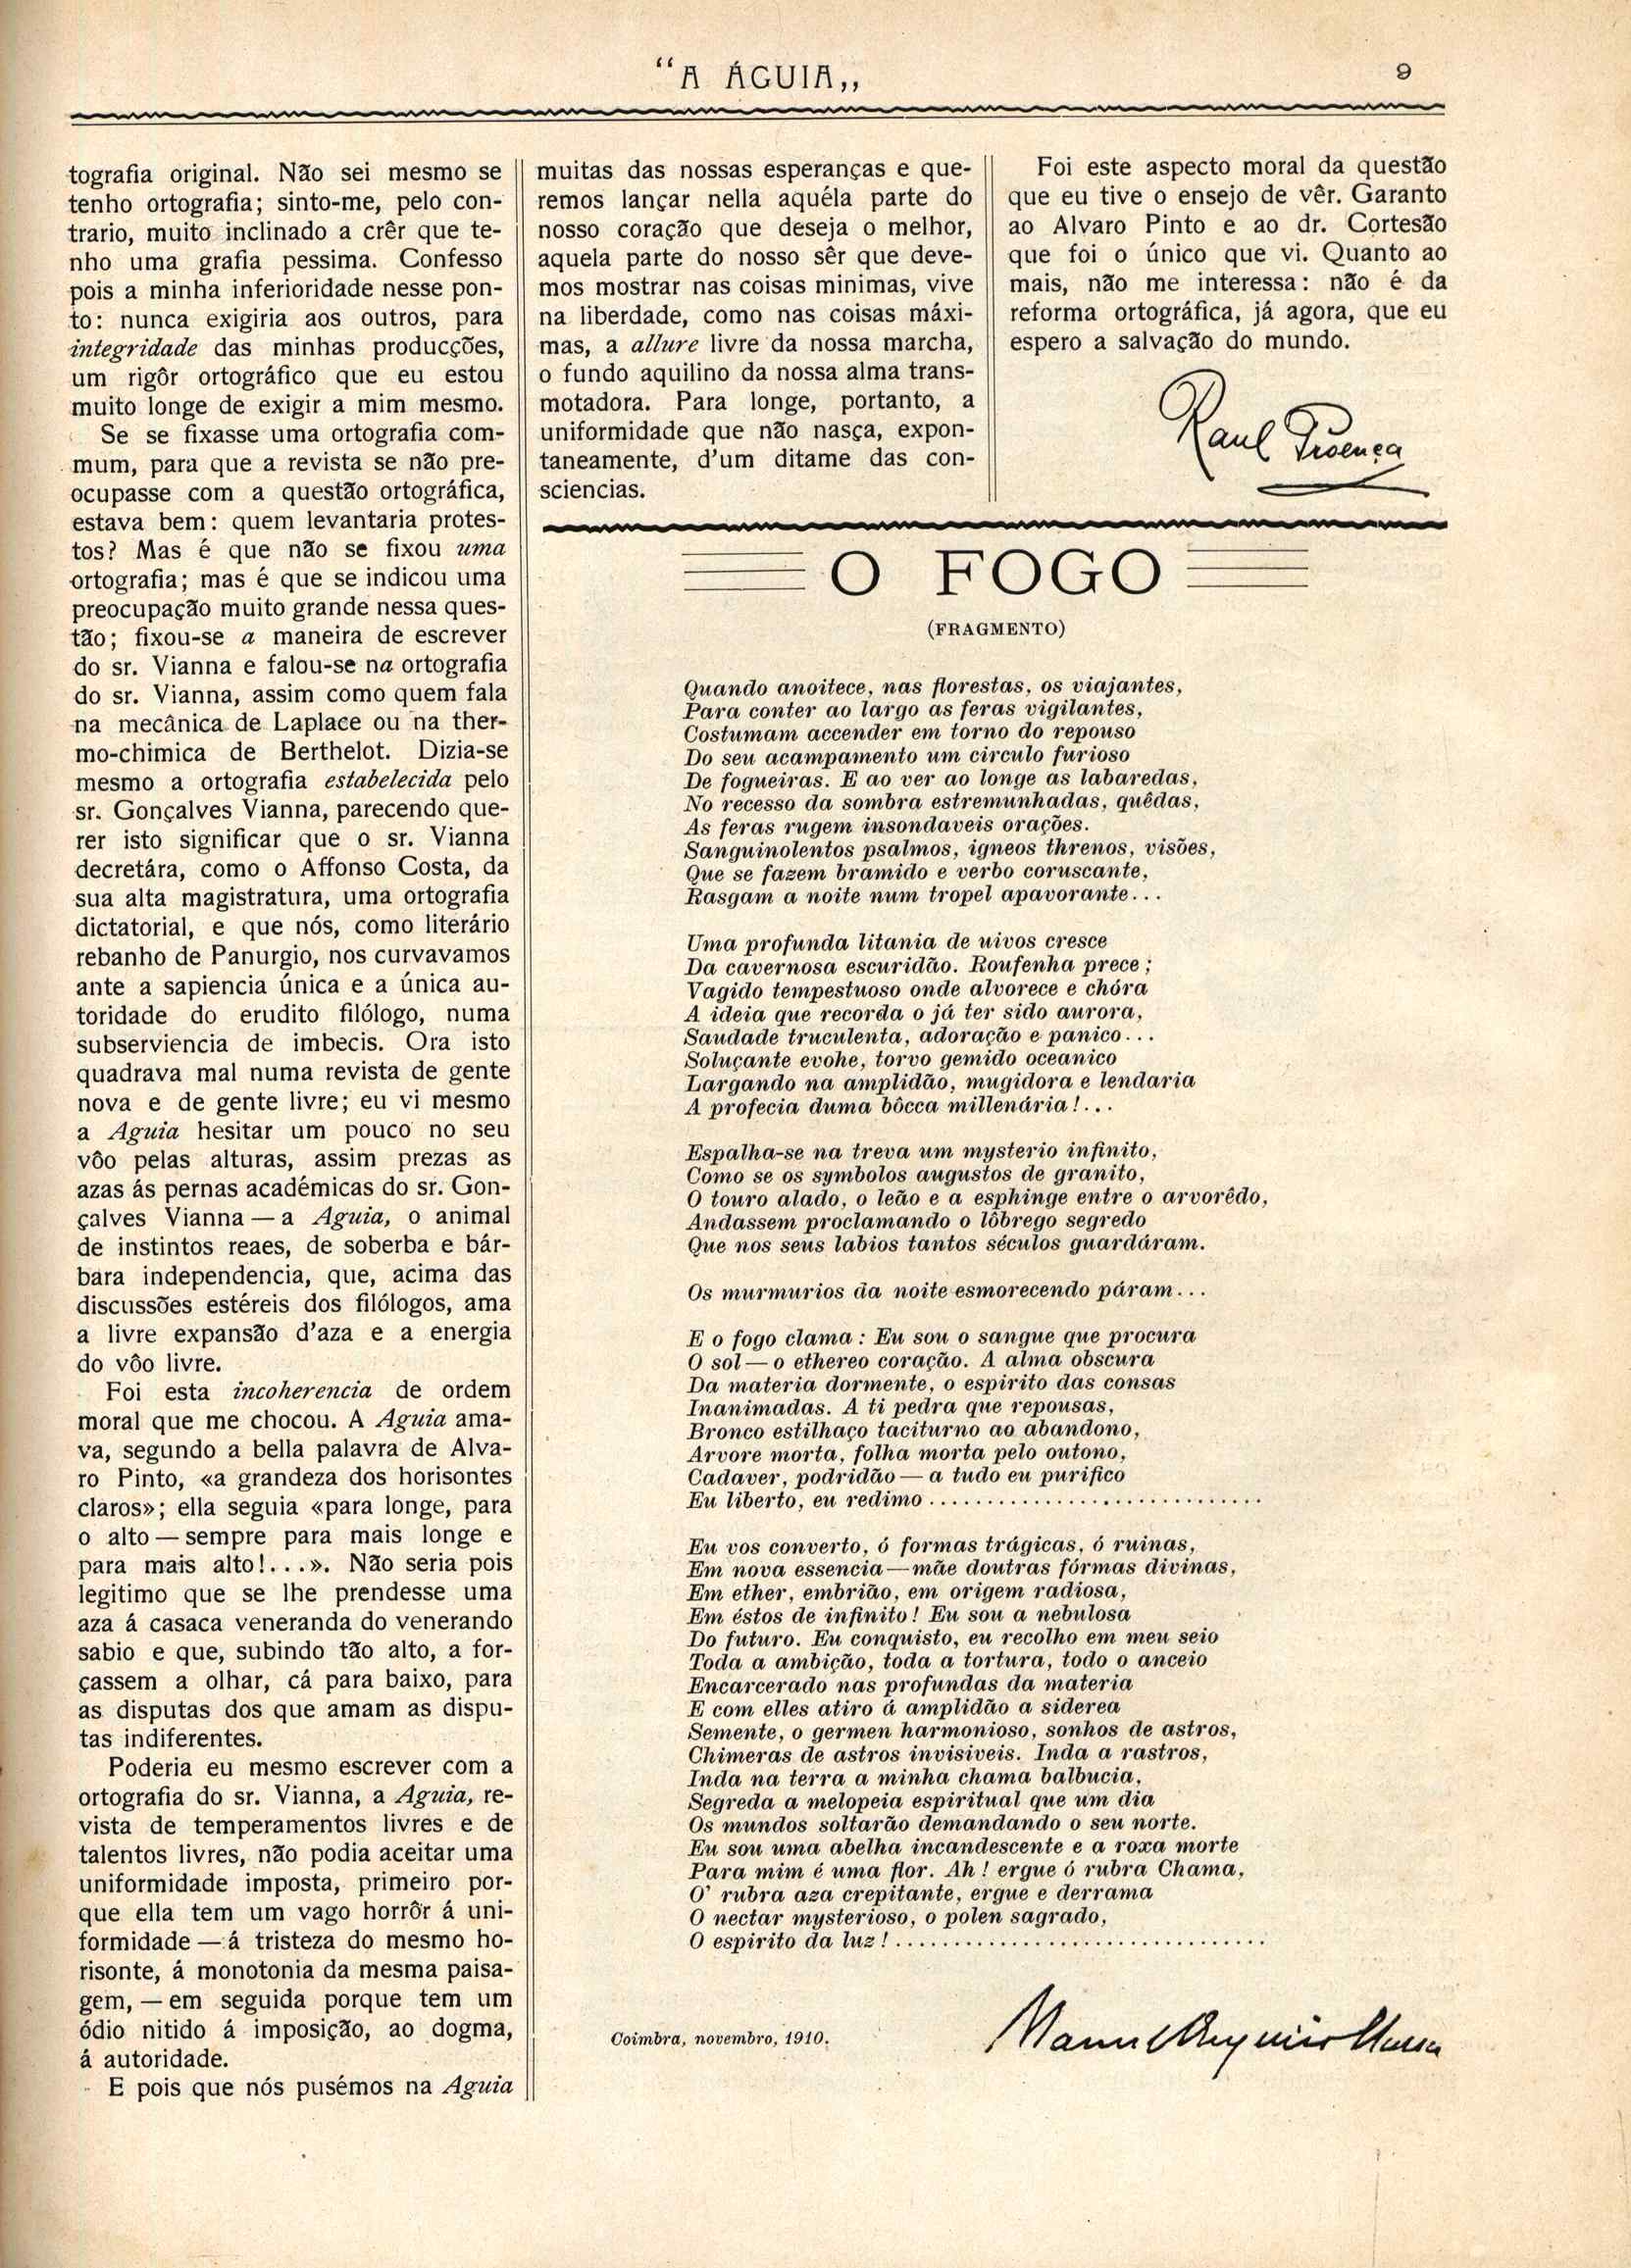 “A ÁGUIA„
9
tografia original. Não sei mesmo se
tenho ortografia; sinto-me, pelo con-
trario, muito inclinado a crêr que te-
nho uma grafia pessima. Confesso
pois a minha inferioridade nesse pon-
to: nunca exigiria aos outros, para
integridade das minhas producções,
um rigôr ortográfico que eu estou
muito longe de exigir a mim mesmo.
Se se fixasse uma ortografia com-
mum, para que a revista se não pre-
ocupasse com a questão ortográfica,
estava bem: quem levantaria protes-
tos? Mas é que não se fixou uma
ortografia; mas é que se indicou uma
preocupação muito grande nessa ques-
tão; fixou-se a maneira de escrever
do sr. Vianna e falou-se na ortografia
do sr. Vianna, assim como quem fala
na mecânica de Laplace ou na ther-
mo-chimica de Berthelot. Dizia-se
mesmo a ortografia estabelecida pelo
sr. Gonçalves Vianna, parecendo que-
rer isto significar que o sr. Vianna
decretára, como o Affonso Costa, da
sua alta magistratura, uma ortografia
dictatorial, e que nós, como literário
rebanho de Panurgio, nos curvavamos
ante a sapiencia única e a única au-
toridade do erudito filólogo, numa
subserviencia de imbecis. Ora isto
quadrava mal numa revista de gente
nova e de gente livre; eu vi mesmo
a Aguia hesitar um pouco no seu
vôo pelas alturas, assim prezas as
azas ás pernas académicas do sr. Gon-
çalves Vianna — a Aguia, o animal
de instintos reaes, de soberba e bár-
bara independencia, que, acima das
discussões estéreis dos filólogos, ama
a livre expansão d'aza e a energia
do vôo livre.
Foi esta incoherencia de ordem
moral que me chocou. A Aguia ama-
va, segundo a bella palavra de Alva-
ro Pinto, «a grandeza dos horisontes
claros»; ella seguia «para longe, para
o alto — sempre para mais longe e
para mais alto!...». Não seria pois
legitimo que se lhe prendesse uma
aza á casaca veneranda do venerando
sabio e que, subindo tão alto, a for-
çassem a olhar, cá para baixo, para
as disputas dos que amam as dispu-
tas indiferentes.
Poderia eu mesmo escrever com a
ortografia do sr. Vianna, a Aguia, re-
vista de temperamentos livres e de
talentos livres, não podia aceitar uma
uniformidade imposta, primeiro por-
que ella tem um vago horrôr á uni-
formidade — á tristeza do mesmo ho-
risonte, á monotonia da mesma paisa-
gem, — em seguida porque tem um
ódio nitido á imposição, ao dogma,
á autoridade.
E pois que nós pusémos na Aguia
muitas das nossas esperanças e que-
remos lançar nella aquéla parte do
nosso coração que deseja o melhor,
aquela parte do nosso sêr que deve-
mos mostrar nas coisas minimas, vive
na liberdade, como nas coisas máxi-
mas, a allure livre da nossa marcha,
o fundo aquilino da nossa alma trans-
motadora. Para longe, portanto, a
uniformidade que não nasça, expon-
taneamente, d'um ditame das con-
sciencias.
Foi este aspecto moral da questão
que eu tive o ensejo de vêr. Garanto
ao Alvaro Pinto e ao dr. Cortesão
que foi o único que vi. Quanto ao
mais, não me interessa: não é da
reforma ortográfica, já agora, que eu
espero a salvação do mundo.
Raul Proença
O FOGO
(FRAGMENTO)
Quando anoitece, nas florestas, os viajantes,
Para conter ao largo as feras vigilantes,
Costumam accender em torno do repouso
Do seu acampamento um circulo furioso
De fogueiras. E ao ver ao longe as labaredas,
No recesso da sombra estremunhadas, quêdas,
As feras rugem insondaveis orações.
Sanguinolentos psalmos, igneos threnos, visões,
Que se fazem bramido e verbo coruscante,
Rasgam a noite num tropel apavorante...
Uma profunda litania de uivos cresce
Da cavernosa escuridão. Roufenha prece;
Vagido tempestuoso onde alvorece e chóra
A ideia que recorda o já ter sido aurora,
Saudade truculenta, adoração e panico...
Soluçante evohe, torvo gemido oceanico
Largando na amplidão, mugidora e lendaria
A profecia duma bôcca millenária!...
Espalha-se na treva um mysterio infinito,
Como se os symbolos augustos de granito,
O touro alado, o leão e a esphinge entre o arvorêdo,
Andassem proclamando o lôbrego segredo
Que nos seus labios tantos séculos guardáram.
Os murmurios da noite esmorecendo páram...
E o fogo clama: Eu sou o sangue que procura
O sol — o ethereo coração. A alma obscura
Da materia dormente, o espirito das consas
Inanimadas. A ti pedra que repousas,
Bronco estilhaço taciturno ao abandono,
Arvore morta, folha morta pelo outono,
Cadaver, podridão — a tudo eu purifico
Eu liberto, eu redimo............................
Eu vos converto, ó formas trágicas, ó ruinas,
Em nova essencia — mãe doutras fórmas divinas,
Em ether, embrião, em origem radiosa,
Em éstos de infinito! Eu sou a nebulosa
Do futuro. Eu conquisto, eu recolho em meu seio
Toda a ambição, toda a tortura, todo o anceio
Encarcerado nas profundas da materia
E com elles atiro á amplidão a siderea
Semente, o germen harmonioso, sonhos de astros,
Chimeras de astros invisiveis. Inda a rastros,
Inda na terra a minha chama balbucia,
Segreda a melopeia espiritual que um dia
Os mundos soltarão demandando o seu norte.
Eu sou uma abelha incandescente e a roxa morte
Para mim é uma flor. Ah! ergue ó rubra Chama,
O' rubra aza crepitante, ergue e derrama
O nectar mysterioso, o polen sagrado,
O espirito da luz!...............................
Coimbra, novembro, 1910.